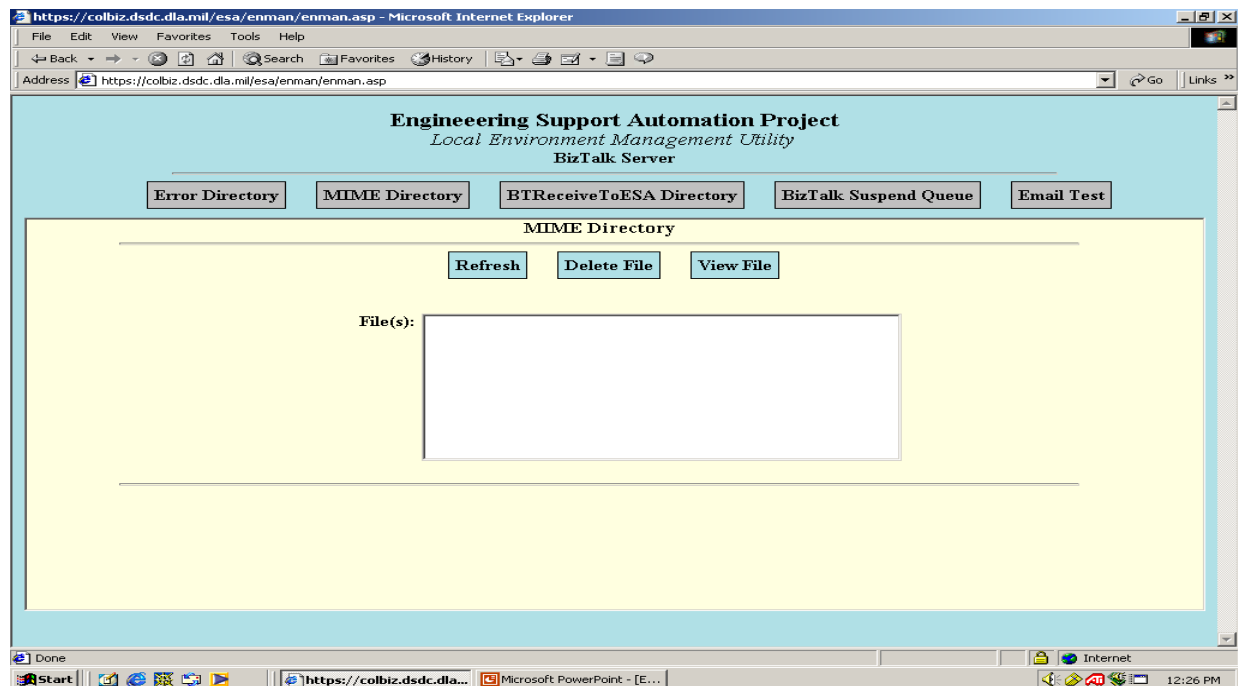 https://colbiz.dsdc.dla.mil/esa/enman/enman.asp - Microsoft Internet Explorer
File Edit View Favorites Tools Help
Back Search Favorites History
Address https://colbiz.dsdc.dla.mil/esa/enman/enman.asp Go Links »
Engineeering Support Automation Project
Local Environment Management Utility
BizTalk Server
Error Directory MIME Directory BTReceiveToESA Directory BizTalk Suspend Queue Email Test
MIME Directory
Refresh Delete File View File
File(s):
Done Internet
Start https://colbiz.dsdc.dla... Microsoft PowerPoint - [E... 12:26 PM